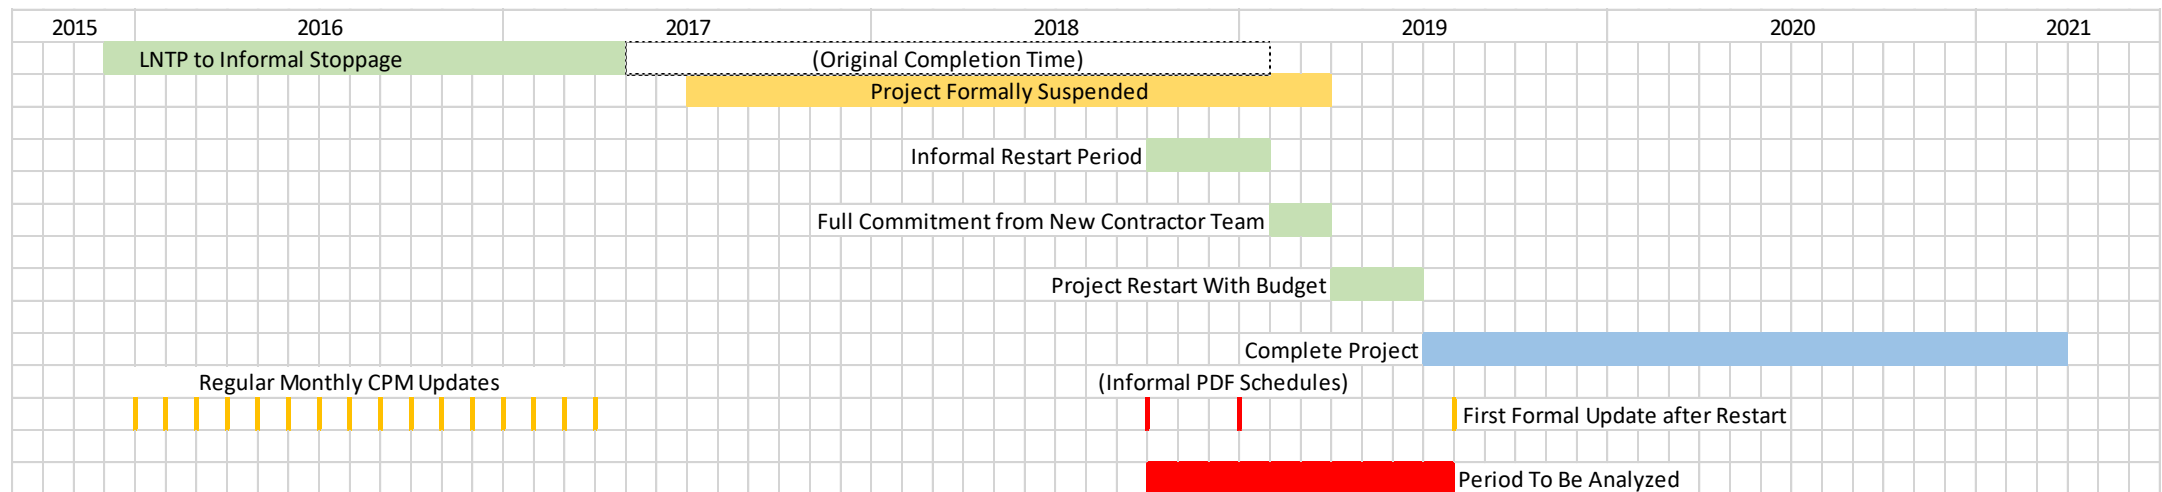 2015 2016 2017 2018 2019 2020 2021
LNTP to Informal Stoppage (Original Completion Time)
Project Formally Suspended
Informal Restart Period
Full Commitment from New Contractor Team
Project Restart With Budget
Complete Project
Regular Monthly CPM Updates (Informal PDF Schedules)
First Formal Update after Restart
Period To Be Analyzed